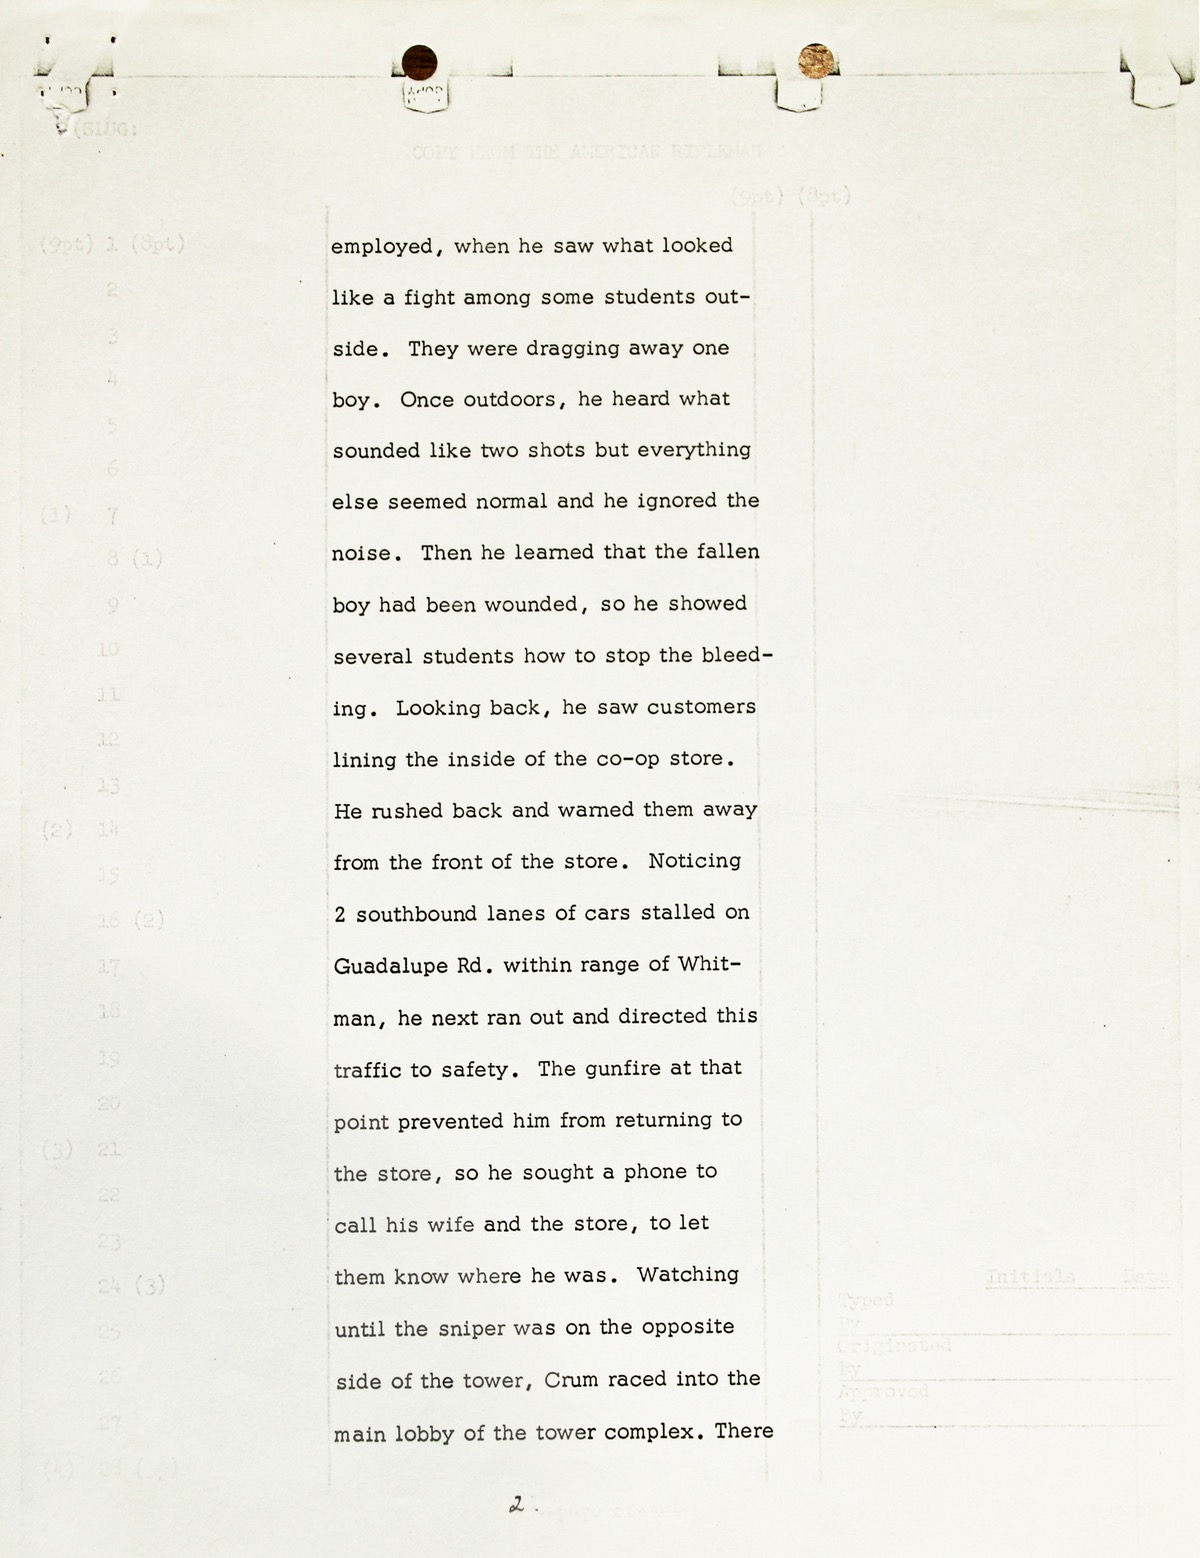 (SLUG:
COPY FROM THE AMERICAN RIFLEMAN
(9pt) (8pt)
(9pt) 1 (8pt) employed, when he saw what looked
2 like a fight among some students out-
3 side. They were dragging away one
4 boy. Once outdoors, he heard what
5 sounded like two shots but everything
6 else seemed normal and he ignored the
(1) 7 noise. Then he learned that the fallen
8 (1) boy had been wounded, so he showed
9 several students how to stop the bleed-
10 ing. Looking back, he saw customers
11 lining the inside of the co-op store.
12 He rushed back and warned them away
13 from the front of the store. Noticing
(2) 14 2 southbound lanes of cars stalled on
15 Guadalupe Rd. within range of Whit-
16 (2) man, he next ran out and directed this
17 traffic to safety. The gunfire at that
18 point prevented him from returning to
19 the store, so he sought a phone to
20 call his wife and the store, to let
(3) 21 them know where he was. Watching
22 until the sniper was on the opposite
23 side of the tower, Crum raced into the
24 (3) main lobby of the tower complex. There
25
26
27
(4) 28
Initials Date
Typed
By
Originated
By
Approved
By
2.